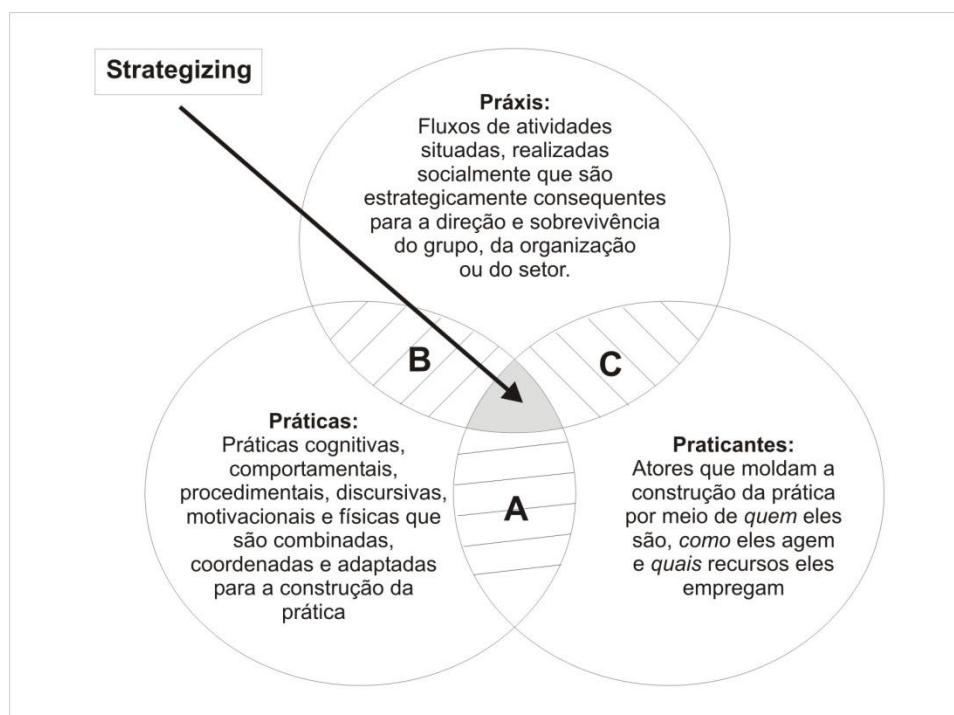 Strategizing
Práxis:
Fluxos de atividades
situadas, realizadas
socialmente que são
estrategicamente consequentes
para a direção e sobrevivência
do grupo, da organização
ou do setor.
B
C
Práticas:
Práticas cognitivas,
comportamentais,
procedimentais, discursivas,
motivacionais e físicas que
são combinadas,
coordenadas e adaptadas
para a construção da
prática
A
Praticantes:
Atores que moldam a
construção da prática
por meio de quem eles
são, como eles agem
e quais recursos eles
empregam